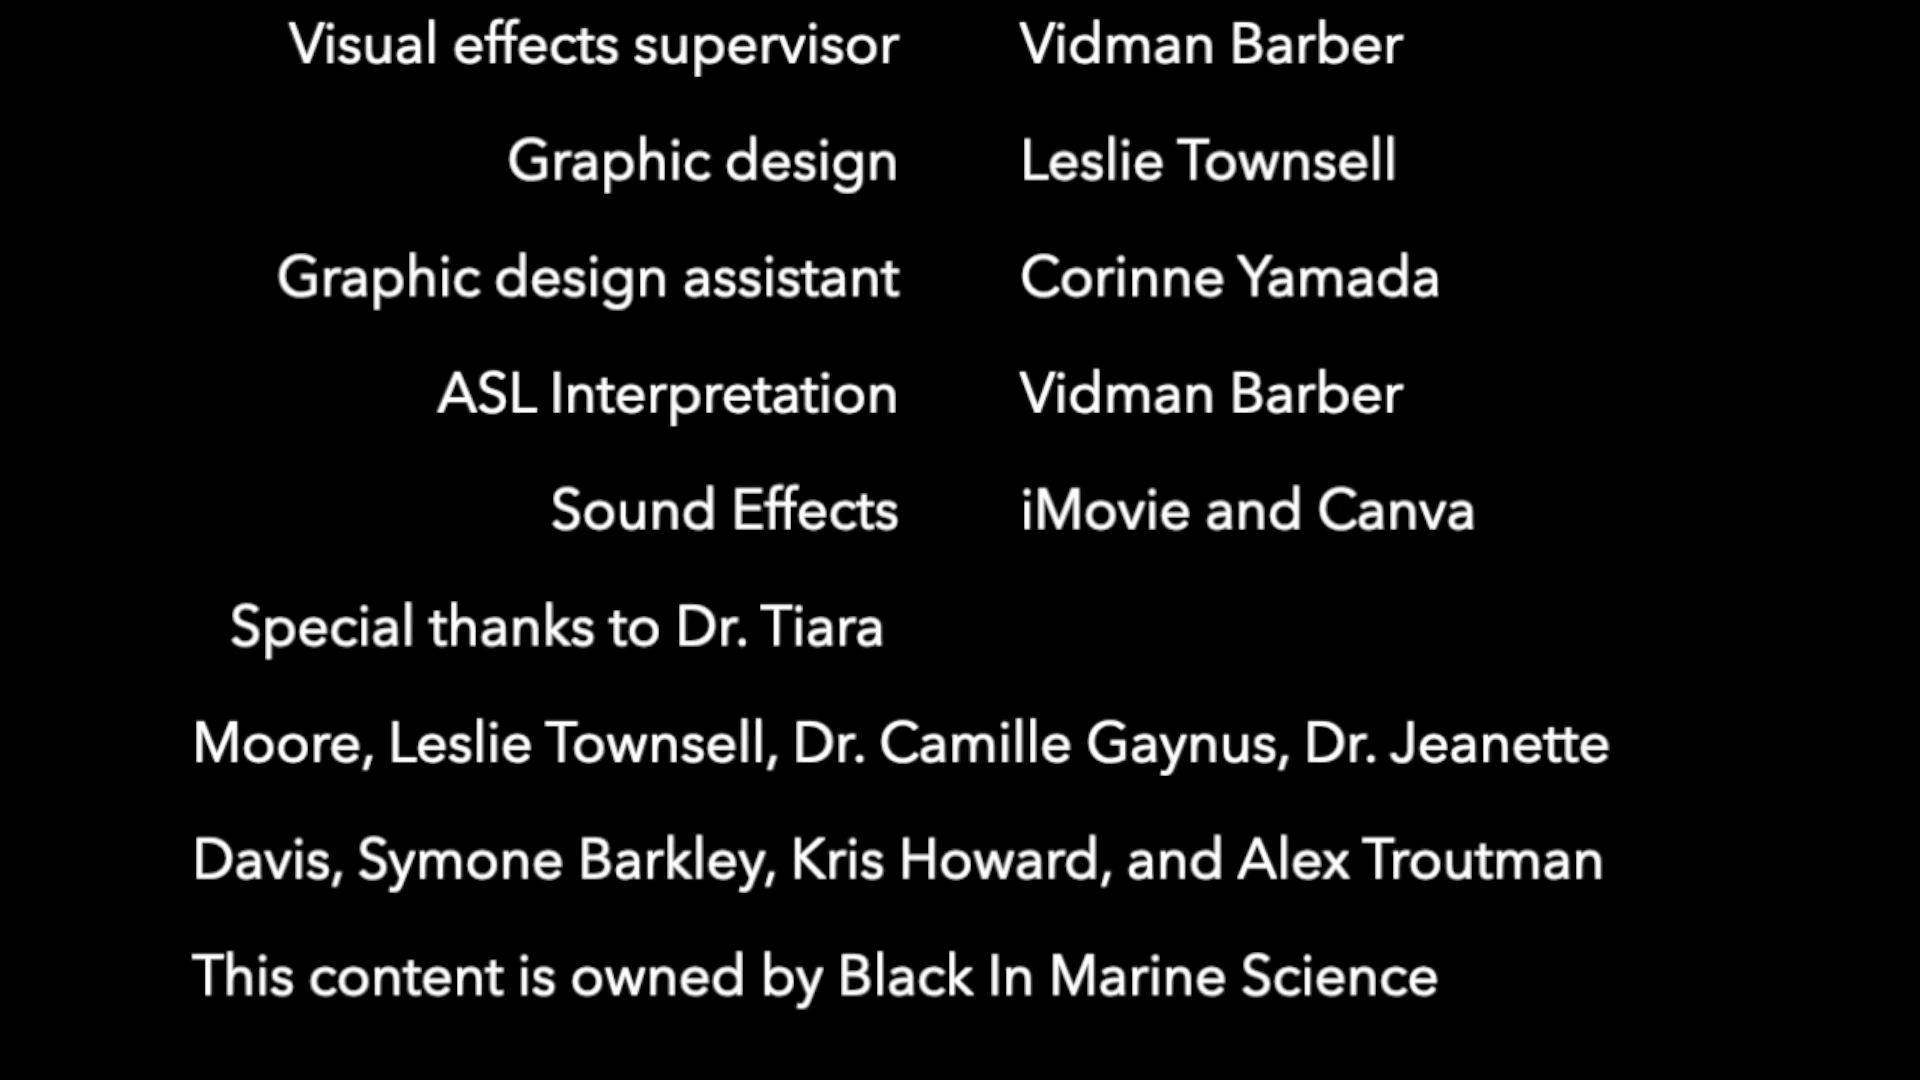 Visual effects supervisor Vidman Barber
Graphic design Leslie Townsell
Graphic design assistant Corinne Yamada
ASL Interpretation Vidman Barber
Sound Effects iMovie and Canva
Special thanks to Dr. Tiara
Moore, Leslie Townsell, Dr. Camille Gaynus, Dr. Jeanette
Davis, Symone Barkley, Kris Howard, and Alex Troutman
This content is owned by Black In Marine Science